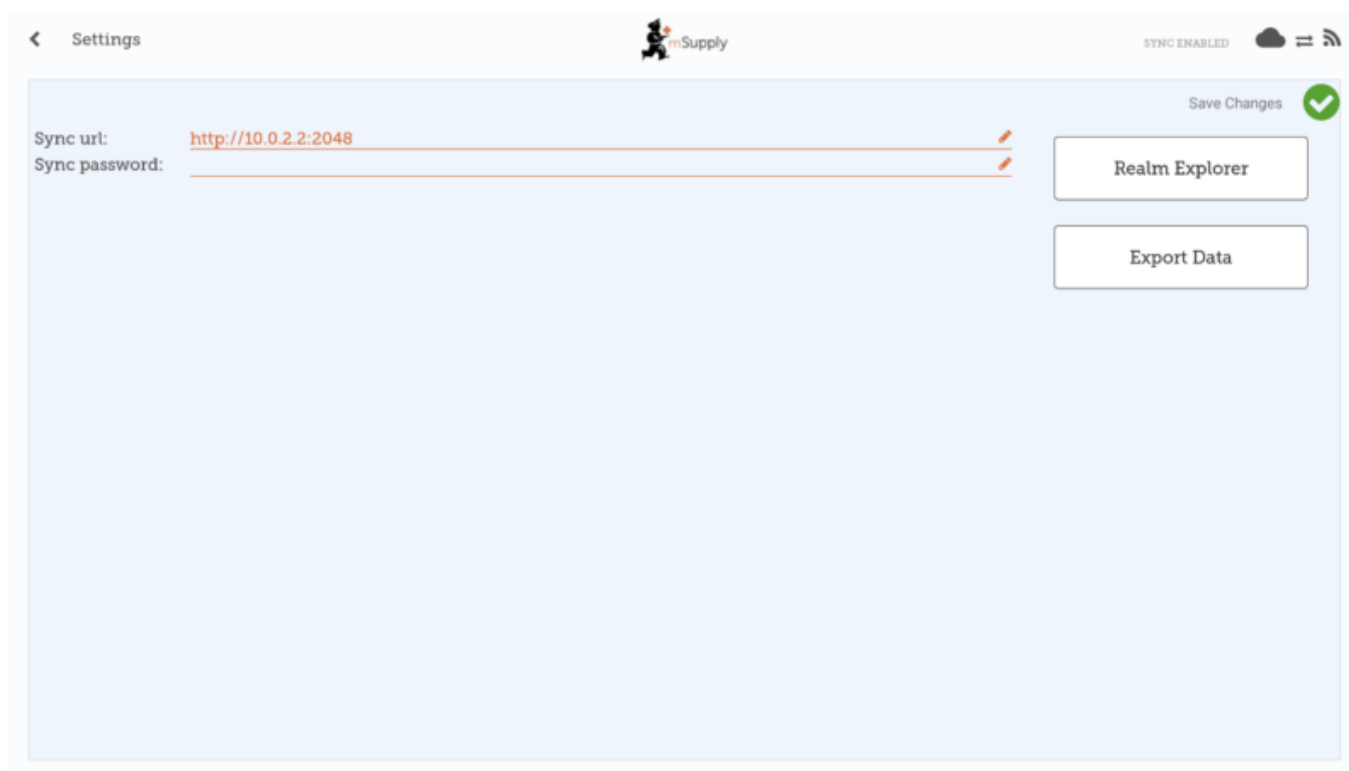 Settings
mSupply
SYNC ENABLED
Save Changes
Sync url: http://10.0.2.2:2048
Sync password:
Realm Explorer
Export Data